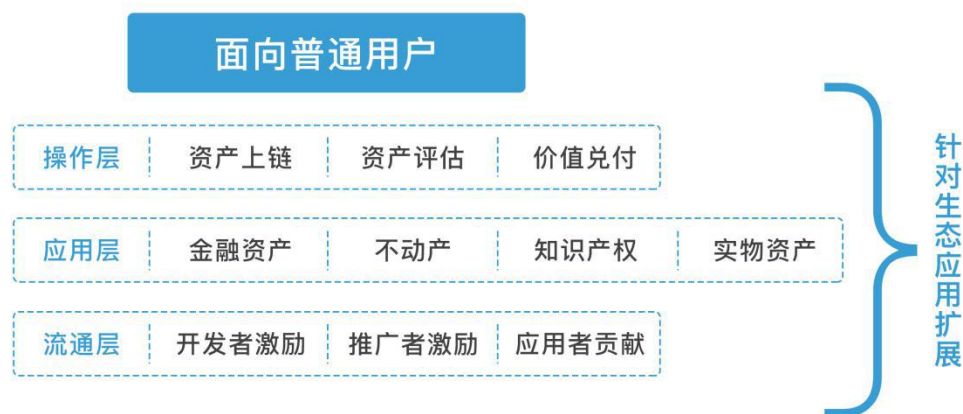 面向普通用户
操作层 资产上链 资产评估 价值兑付
应用层 金融资产 不动产 知识产权 实物资产
流通层 开发者激励 推广者激励 应用者贡献
针对生态应用扩展